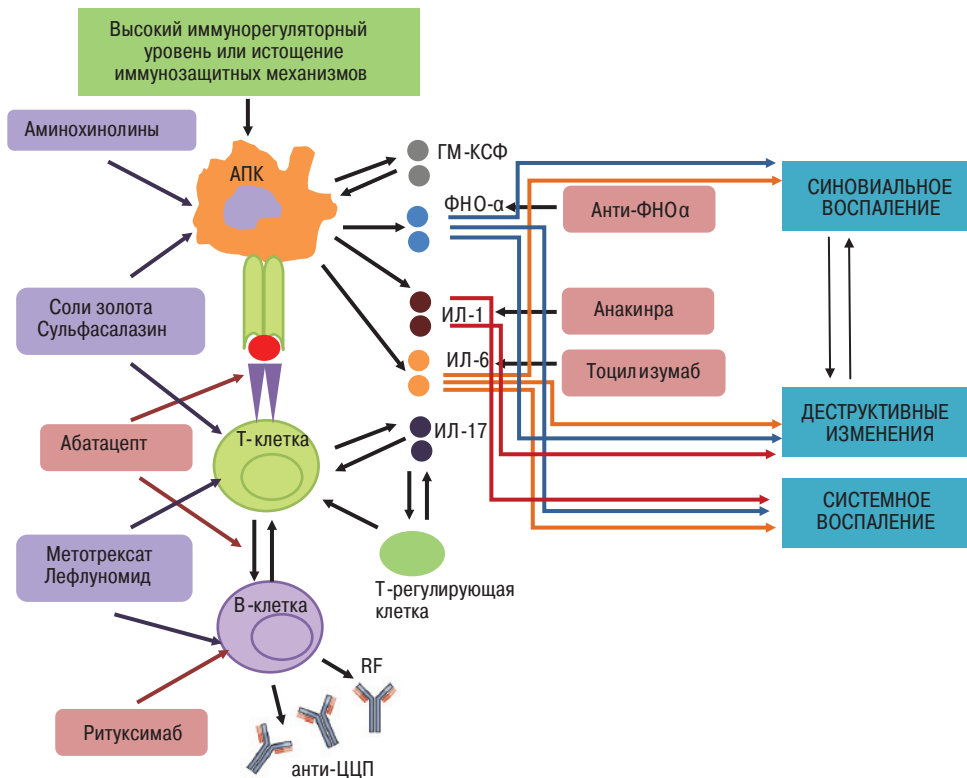 Высокий иммунорегуляторный
уровень или истощение
иммунозащитных механизмов
Аминохинолины
АПК
ГМ-КСФ
ФНО-α
Анти-ФНОα
СИНОВИАЛЬНОЕ
ВОСПАЛЕНИЕ
Соли золота
Сульфасалазин
ИЛ-1
Анакинра
ИЛ-6
Тоцилизумаб
Абатацепт
Т-клетка
ИЛ-17
ДЕСТРУКТИВНЫЕ
ИЗМЕНЕНИЯ
СИСТЕМНОЕ
ВОСПАЛЕНИЕ
Метотрексат
Лефлуномид
Т-регулирующая
клетка
В-клетка
RF
Ритуксимаб
анти-ЦЦП